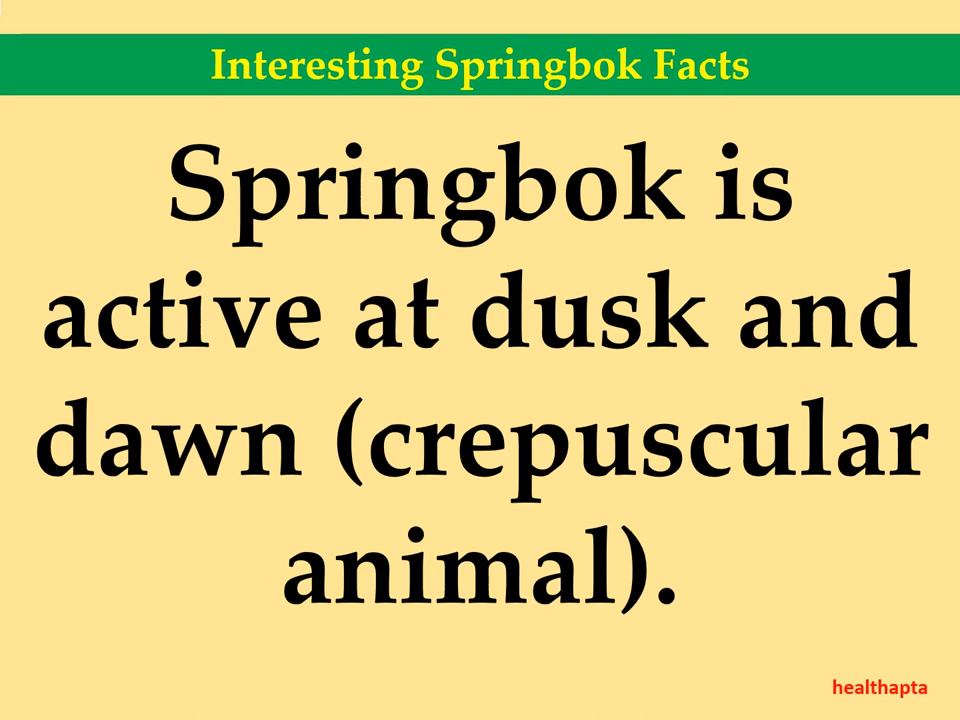 Interesting Springbok Facts
Springbok is
active at dusk and
dawn (crepuscular
animal).
healthapta